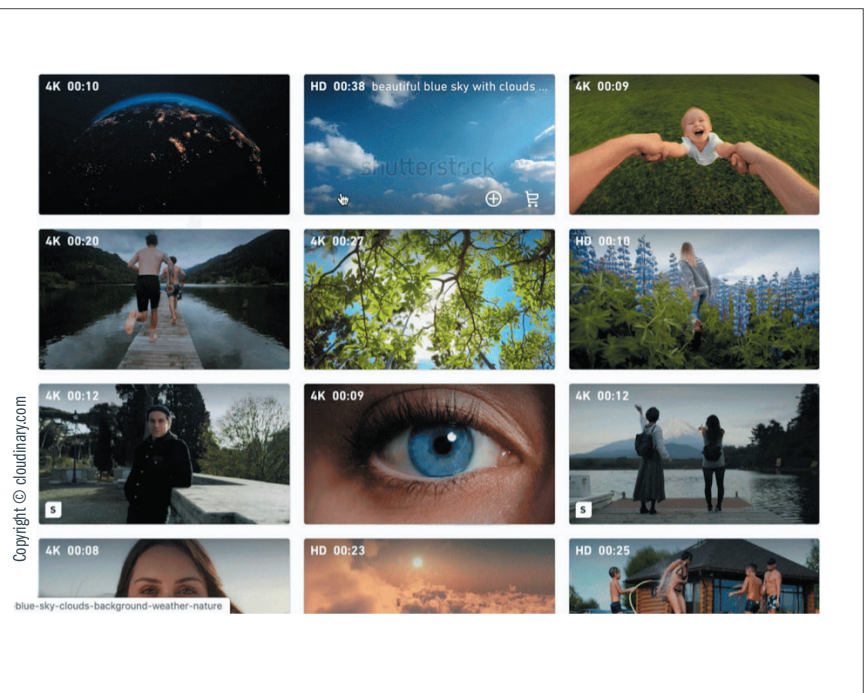 4K 00:10
HD 00:38 beautiful blue sky with clouds ...
4K 00:09
shutterstock
4K 00:20
4K 00:27
HD 00:10
4K 00:12
4K 00:09
4K 00:12
S
S
4K 00:08
HD 00:23
HD 00:25
blue-sky-clouds-background-weather-nature
Copyright © cloudinary.com